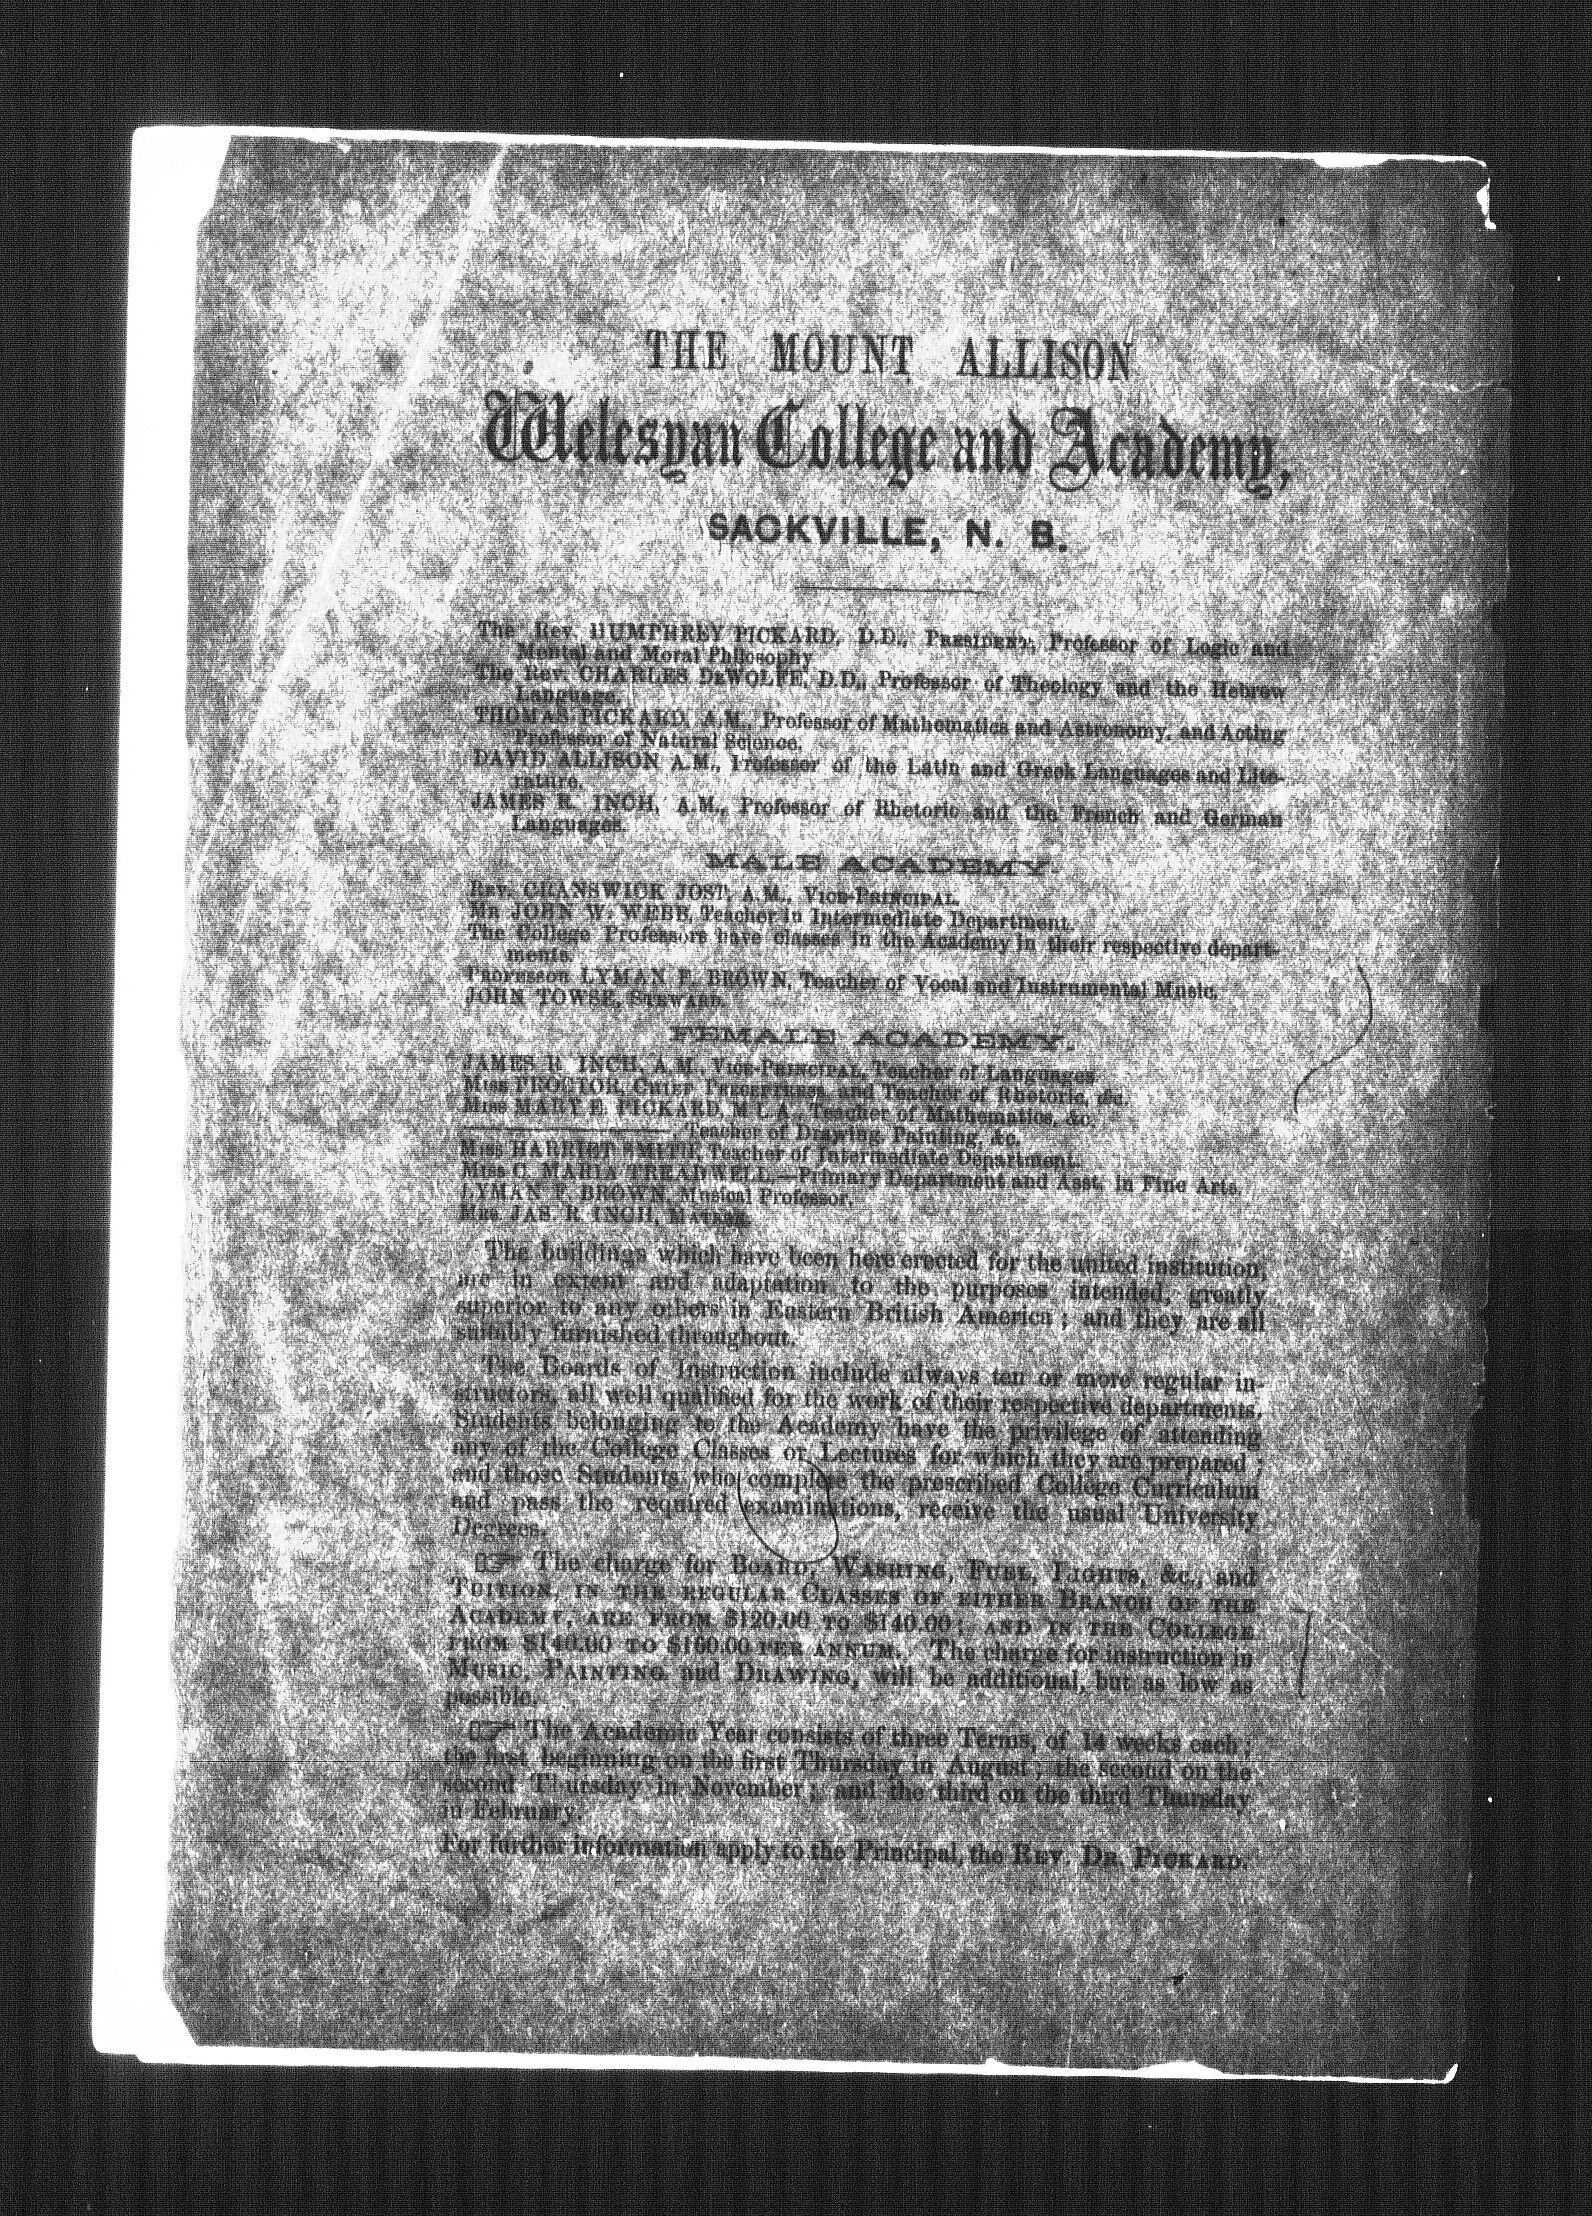 THE MOUNT ALLISON
Welesyan College and Academy,
SACKVILLE, N. B.
The Rev. HUMPHREY PICKARD, D.D., PRESIDENT, Professor of Logic and
Mental and Moral Philosophy
The Rev. CHARLES DEWOLFE, D.D., Professor of Theology and the Hebrew
Language.
THOMAS PICKARD, A.M., Professor of Mathematics and Astronomy, and Acting
Professor of Natural Science.
DAVID ALLISON A.M., Professor of the Latin and Greek Languages and Lite-
rature.
JAMES R. INCH, A.M., Professor of Rhetoric and the French and German
Languages.
MALE ACADEMY.
REV. CRANSWICK JOST, A.M., VICE-PRINCIPAL.
MR JOHN W. WEBB, Teacher in Intermediate Department.
The College Professors have classes in the Academy in their respective depart-
ments.
PROFESSOR LYMAN F. BROWN, Teacher of Vocal and Instrumental Music.
JOHN TOWSE, STEWARD.
FEMALE ACADEMY.
JAMES R. INCH, A.M., VICE-PRINCIPAL, Teacher of Languages
MISS PROCTOR, CHIEF PRECEPTRESS, and Teacher of Rhetoric, &c.
MISS MARY E. PICKARD, M L A., Teacher of Mathematics, &c.
Teacher of Drawing, Painting, &c.
MISS HARRIET SMITH, Teacher of Intermediate Department.
MISS C. MARIA TREADWELL.—Primary Department and Asst. in Fine Arts.
LYMAN F. BROWN, Musical Professor.
MRS. JAS. R. INCH, MATRON.
The buildings which have been here erected for the united institution,
are in extent and adaptation to the purposes intended, greatly
superior to any others in Eastern British America ; and they are all
suitably furnished throughout.
The Boards of Instruction include always ten or more regular in-
structors, all well qualified for the work of their respective departments.
Students belonging to the Academy have the privilege of attending
any of the College Classes or Lectures for which they are prepared ;
and those Students who complete the prescribed College Curriculum
and pass the required examinations, receive the usual University
Degrees.
☞ The charge for BOARD, WASHING, FUEL, LIGHTS, &c., and
TUITION, IN THE REGULAR CLASSES OF EITHER BRANCH OF THE
ACADEMY, ARE FROM $120.00 TO $140.00 ; AND IN THE COLLEGE
FROM $140.00 TO $160.00 PER ANNUM. The charge for instruction in
MUSIC, PAINTING and DRAWING, will be additional, but as low as
possible.
☞ The Academic Year consists of three Terms, of 14 weeks each ;
the first beginning on the first Thursday in August ; the second on the
second Thursday in November ; and the third on the third Thursday
in February.
For further information apply to the Principal, the REV. DR. PICKARD.